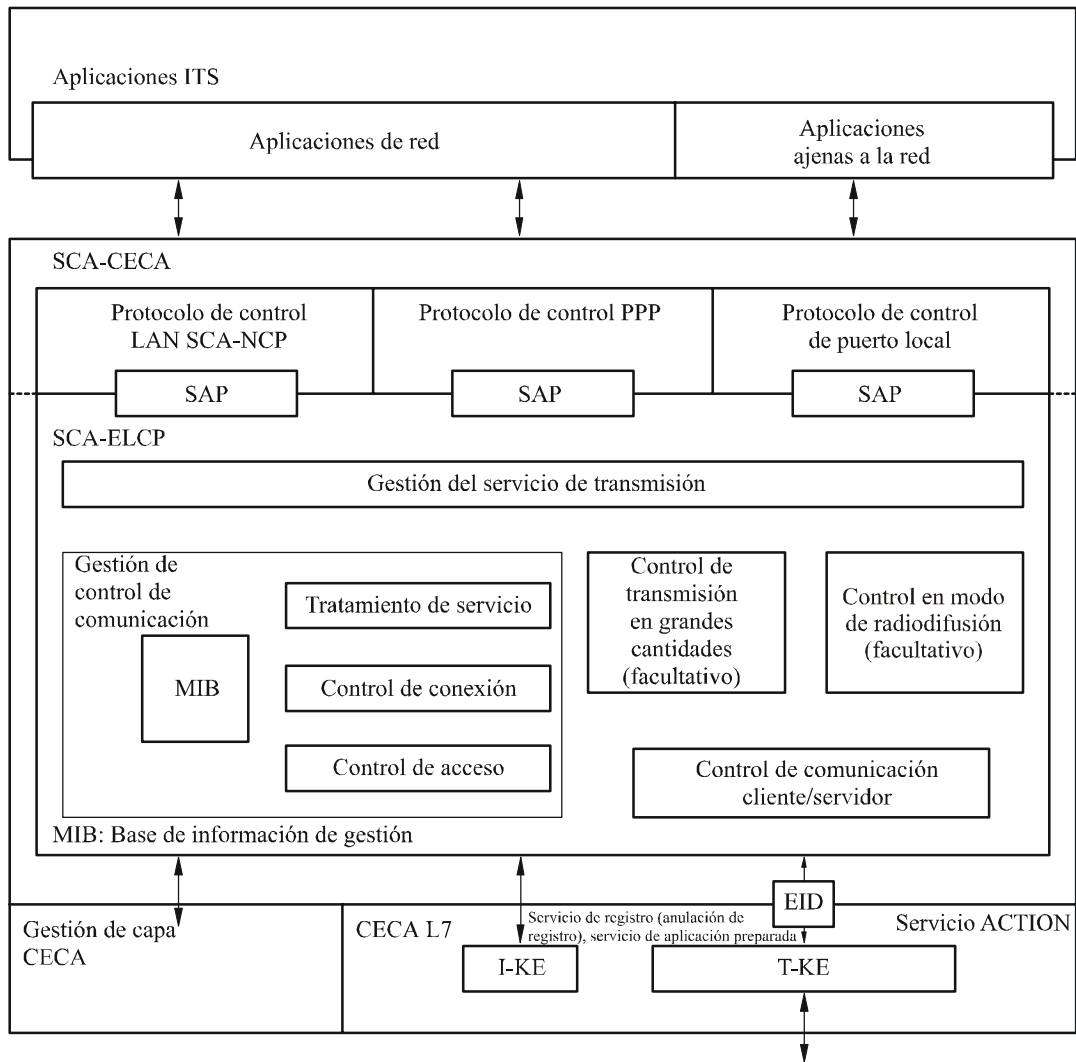 Aplicaciones ITS
Aplicaciones de red
Aplicaciones
ajenas a la red
SCA-CECA
Protocolo de control
LAN SCA-NCP
Protocolo de control PPP
Protocolo de control
de puerto local
SAP
SAP
SAP
SCA-ELCP
Gestión del servicio de transmisión
Gestión de
control de
comunicación
MIB
Tratamiento de servicio
Control de conexión
Control de acceso
Control de
transmisión
en grandes
cantidades
(facultativo)
Control en modo
de radiodifusión
(facultativo)
Control de comunicación
cliente/servidor
MIB: Base de información de gestión
Gestión de capa
CECA
CECA L7
Servicio de registro (anulación de
registro), servicio de aplicación preparada
EID
Servicio ACTION
I-KE
T-KE